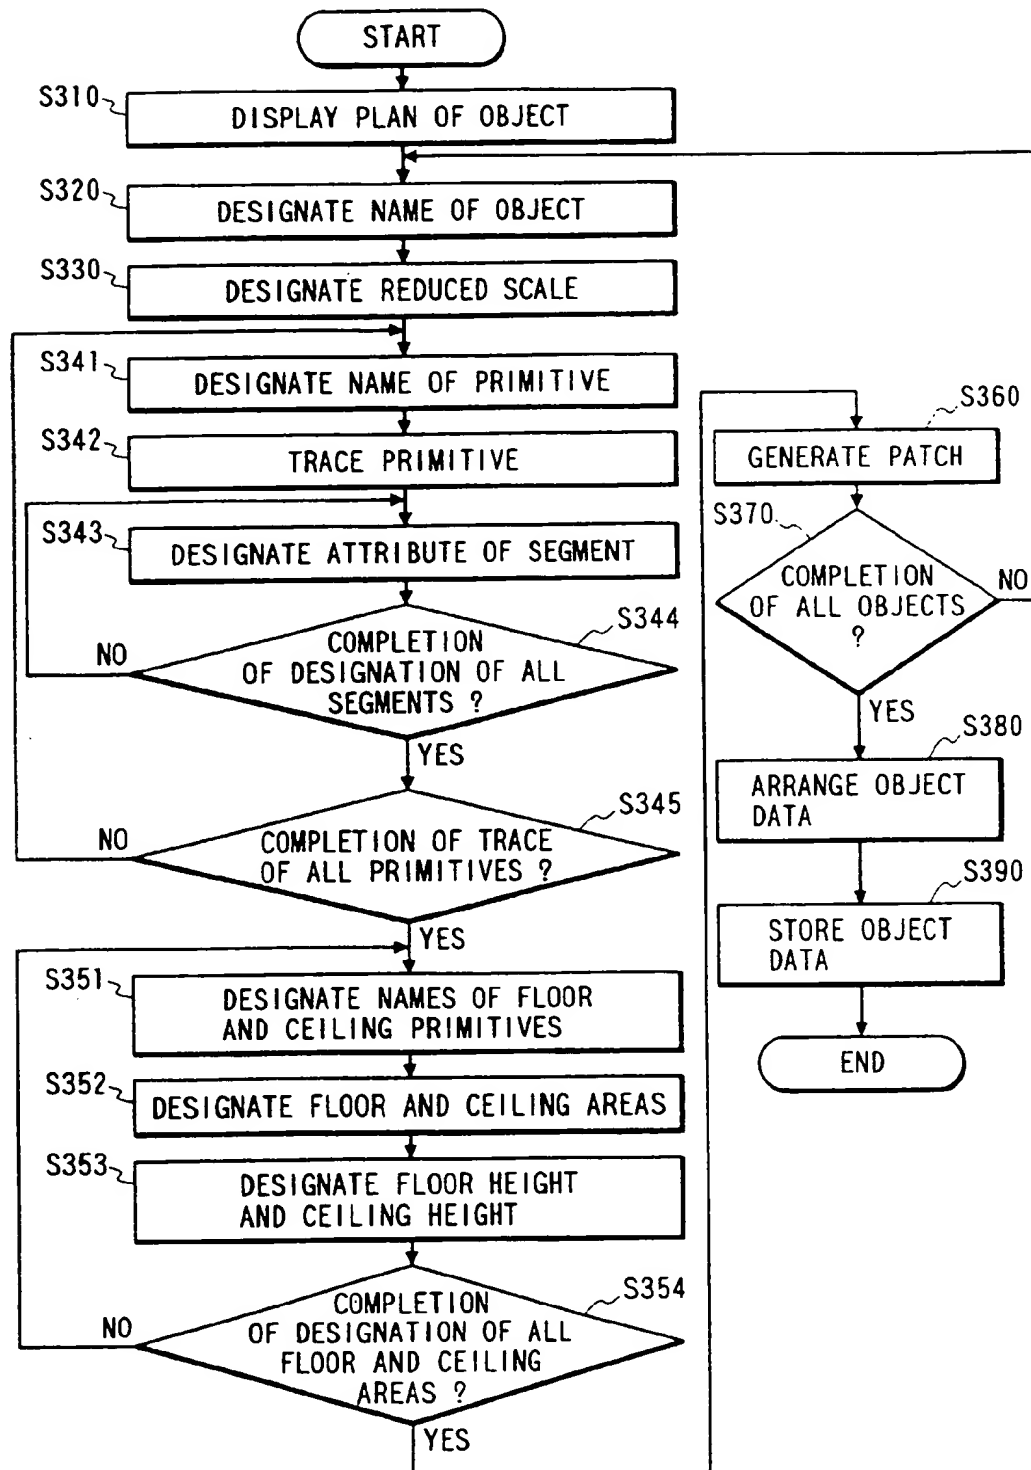 START
S310
DISPLAY PLAN OF OBJECT
S320
DESIGNATE NAME OF OBJECT
S330
DESIGNATE REDUCED SCALE
S341
DESIGNATE NAME OF PRIMITIVE
S342
TRACE PRIMITIVE
S343
DESIGNATE ATTRIBUTE OF SEGMENT
S344
COMPLETION
OF DESIGNATION OF ALL
SEGMENTS ?
NO
YES
S345
COMPLETION OF TRACE
OF ALL PRIMITIVES ?
NO
YES
S351
DESIGNATE NAMES OF FLOOR
AND CEILING PRIMITIVES
S352
DESIGNATE FLOOR AND CEILING AREAS
S353
DESIGNATE FLOOR HEIGHT
AND CEILING HEIGHT
S354
COMPLETION
OF DESIGNATION OF ALL
FLOOR AND CEILING
AREAS ?
NO
YES
S360
GENERATE PATCH
S370
COMPLETION
OF ALL OBJECTS
?
NO
YES
S380
ARRANGE OBJECT
DATA
S390
STORE OBJECT
DATA
END